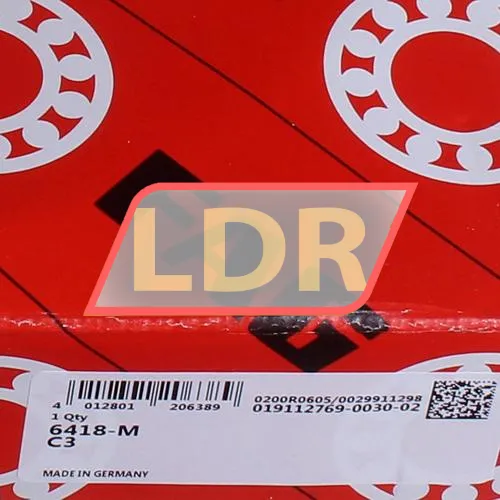 LDR
4 012801 206389
0200R0605/0029911298
019112769-0030-02
1 Qty
6418-M
C3
MADE IN GERMANY